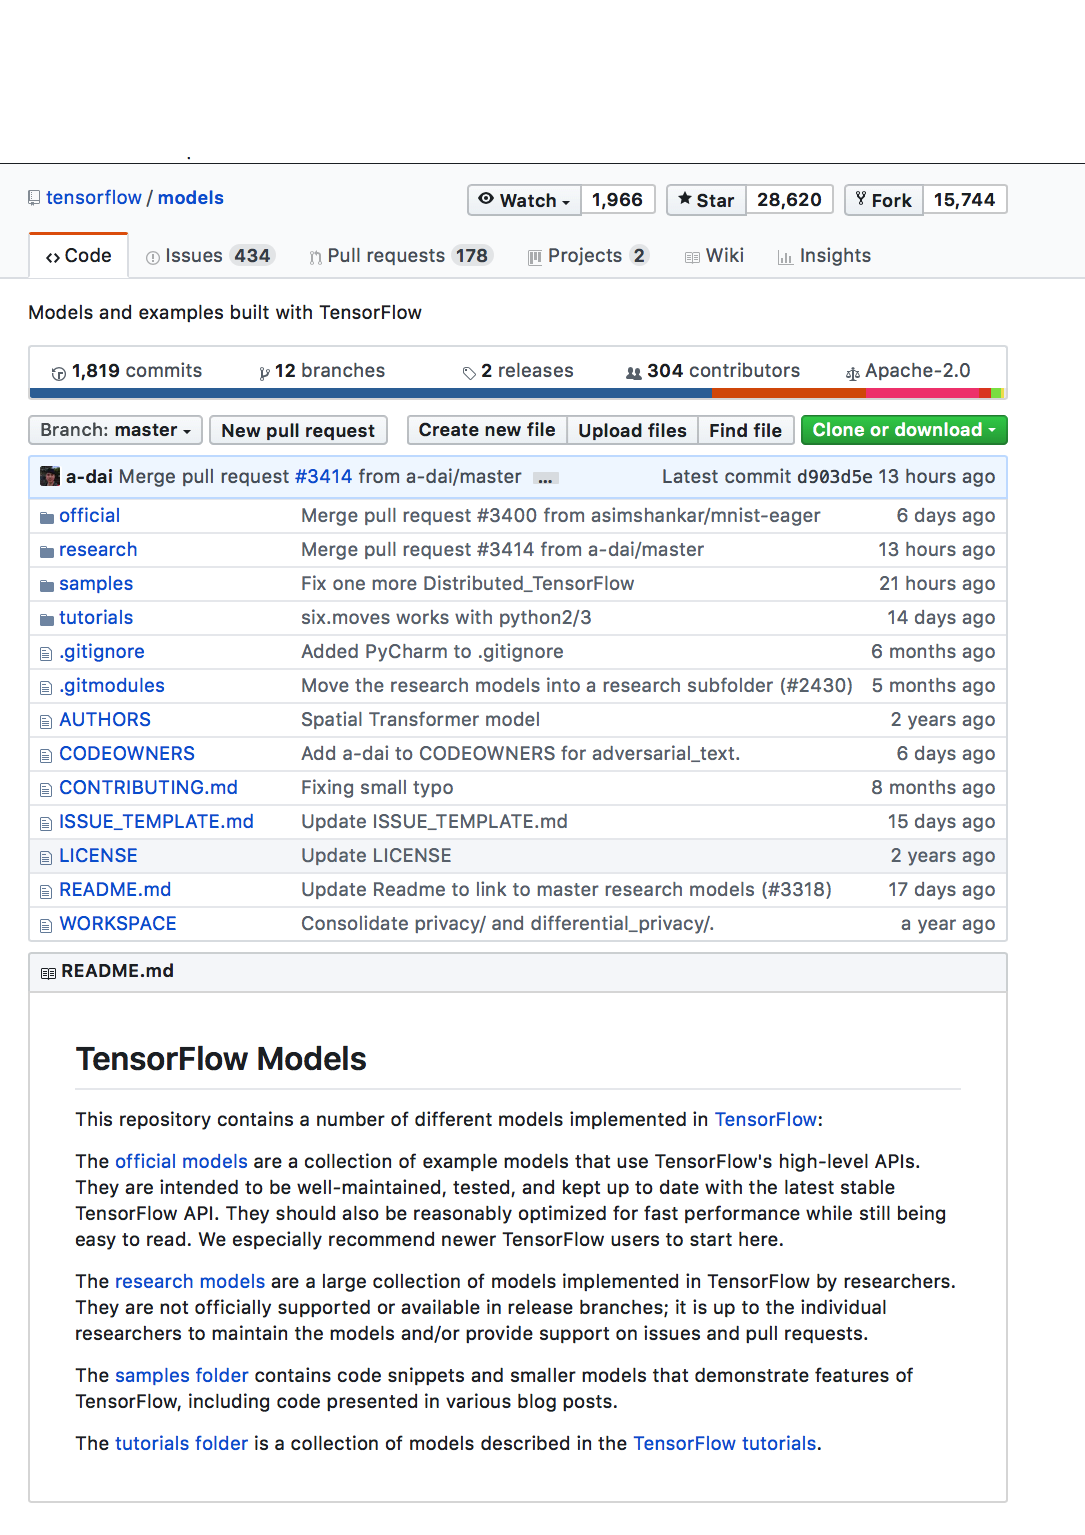 tensorflow / models Watch 1,966 Star 28,620 Fork 15,744
Code Issues 434 Pull requests 178 Projects 2 Wiki Insights
Models and examples built with TensorFlow
1,819 commits 12 branches 2 releases 304 contributors Apache-2.0
Branch: master New pull request Create new file Upload files Find file Clone or download
a-dai Merge pull request #3414 from a-dai/master ... Latest commit d903d5e 13 hours ago
official Merge pull request #3400 from asimshankar/mnist-eager 6 days ago
research Merge pull request #3414 from a-dai/master 13 hours ago
samples Fix one more Distributed_TensorFlow 21 hours ago
tutorials six.moves works with python2/3 14 days ago
.gitignore Added PyCharm to .gitignore 6 months ago
.gitmodules Move the research models into a research subfolder (#2430) 5 months ago
AUTHORS Spatial Transformer model 2 years ago
CODEOWNERS Add a-dai to CODEOWNERS for adversarial_text. 6 days ago
CONTRIBUTING.md Fixing small typo 8 months ago
ISSUE_TEMPLATE.md Update ISSUE_TEMPLATE.md 15 days ago
LICENSE Update LICENSE 2 years ago
README.md Update Readme to link to master research models (#3318) 17 days ago
WORKSPACE Consolidate privacy/ and differential_privacy/. a year ago
README.md
TensorFlow Models
This repository contains a number of different models implemented in TensorFlow:
The official models are a collection of example models that use TensorFlow's high-level APIs.
They are intended to be well-maintained, tested, and kept up to date with the latest stable
TensorFlow API. They should also be reasonably optimized for fast performance while still being
easy to read. We especially recommend newer TensorFlow users to start here.
The research models are a large collection of models implemented in TensorFlow by researchers.
They are not officially supported or available in release branches; it is up to the individual
researchers to maintain the models and/or provide support on issues and pull requests.
The samples folder contains code snippets and smaller models that demonstrate features of
TensorFlow, including code presented in various blog posts.
The tutorials folder is a collection of models described in the TensorFlow tutorials.